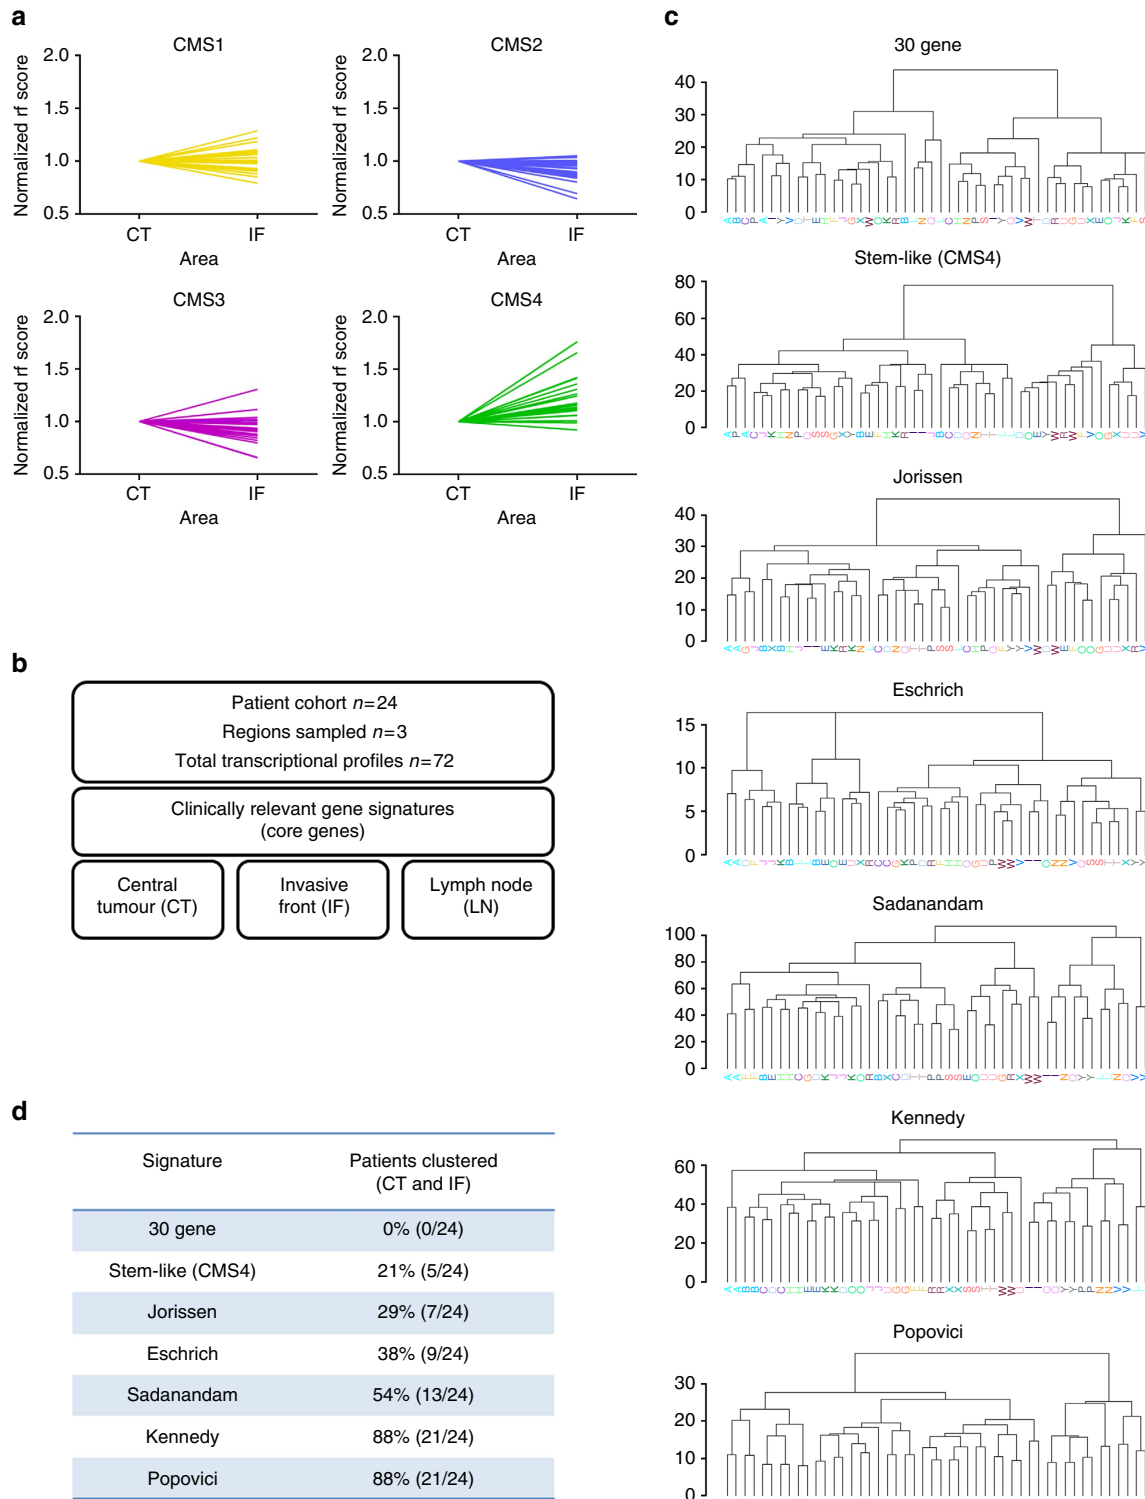 a
CMS1
CMS2
2.0
1.5
1.0
0.5
Normalized rf score
CT
IF
Area
2.0
1.5
1.0
0.5
Normalized rf score
CT
IF
Area
CMS3
CMS4
2.0
1.5
1.0
0.5
Normalized rf score
CT
IF
Area
2.0
1.5
1.0
0.5
Normalized rf score
CT
IF
Area
b
Patient cohort n=24
Regions sampled n=3
Total transcriptional profiles n=72
Clinically relevant gene signatures
(core genes)
Central
tumour (CT)
Invasive
front (IF)
Lymph node
(LN)
c
30 gene
40
30
20
10
0
Stem-like (CMS4)
80
60
40
20
0
Jorissen
40
30
20
10
0
Eschrich
15
10
5
0
Sadanandam
100
80
60
40
20
0
Kennedy
60
40
20
0
Popovici
30
20
10
0
d
Signature
Patients clustered
(CT and IF)
30 gene 0% (0/24)
Stem-like (CMS4) 21% (5/24)
Jorissen 29% (7/24)
Eschrich 38% (9/24)
Sadanandam 54% (13/24)
Kennedy 88% (21/24)
Popovici 88% (21/24)